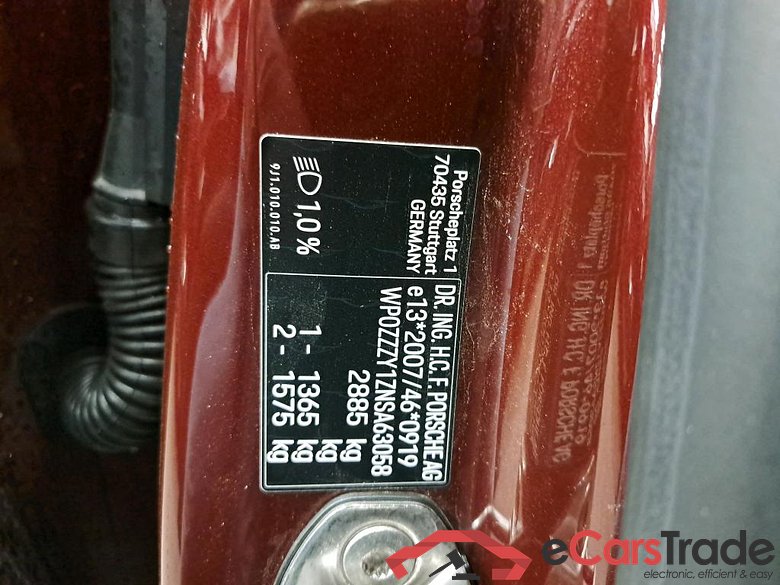 Porscheplatz 1
70435 Stuttgart
GERMANY
1,0%
9J1.010.010.AB
DR. ING. H.C. F. PORSCHE AG
e13*2007/46*0919
WP0ZZZY1ZNSA63058
2885 kg
1 - 1365 kg
2 - 1575 kg
eCarsTrade
electronic, efficient & easy